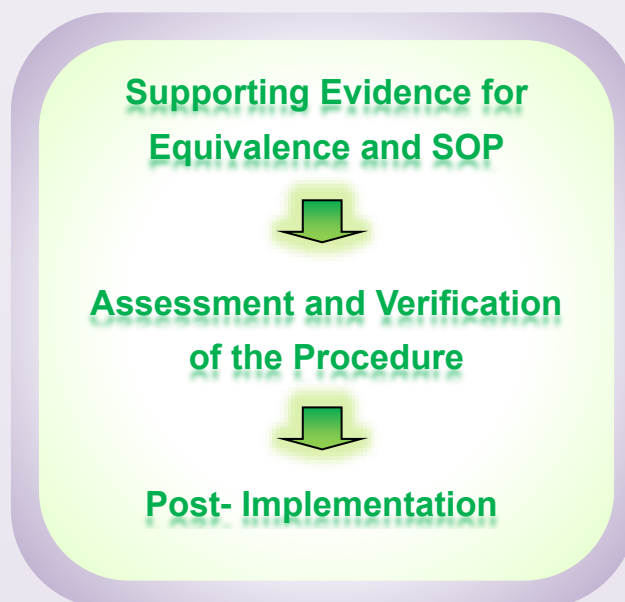 Supporting Evidence for
Equivalence and SOP
Assessment and Verification
of the Procedure
Post- Implementation